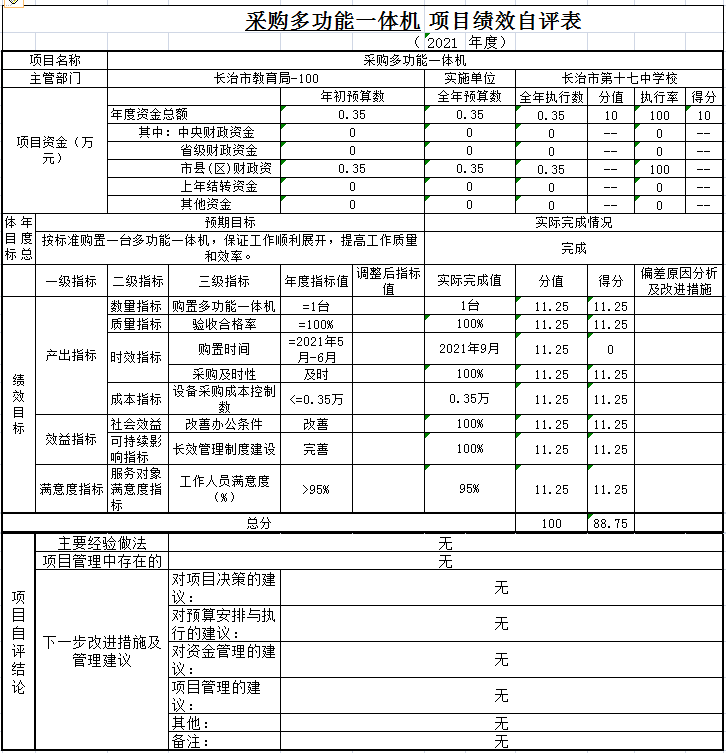 采购多功能一体机 项目绩效自评表
（ 2021 年度）
项目名称 采购多功能一体机
主管部门 长治市教育局-100 实施单位 长治市第十七中学校
项目资金（万元） 年初预算数 全年预算数 全年执行数 分值 执行率 得分
年度资金总额 0.35 0.35 0.35 10 100 10
其中：中央财政资金 0 0 0 -- -- --
省级财政资金 0 0 0 -- -- --
市县(区)财政资 0.35 0.35 0.35 -- 100 --
上年结转资金 0 0 0 -- -- --
其他资金 0 0 0 -- -- --
体年
目度
标总
预期目标 实际完成情况
按标准购置一台多功能一体机，保证工作顺利展开，提高工作质量
和效率。
完成
绩效目标
一级指标 二级指标 三级指标 年度指标值 调整后指标值 实际完成值 分值 得分 偏差原因分析及改进措施
产出指标 数量指标 购置多功能一体机 =1台 1台 11.25 11.25
质量指标 验收合格率 =100% 100% 11.25 11.25
时效指标 购置时间 =2021年5月-6月 2021年9月 11.25 0
采购及时性 及时 100% 11.25 11.25
成本指标 设备采购成本控制数 <=0.35万 0.35万 11.25 11.25
效益指标 社会效益 改善办公条件 改善 100% 11.25 11.25
可持续影响指标 长效管理制度建设 完善 100% 11.25 11.25
满意度指标 服务对象满意度指标 工作人员满意度（%） >95% 95% 11.25 11.25
总分 100 88.75
项目自评结论
主要经验做法 无
项目管理中存在的 无
下一步改进措施及管理建议
对项目决策的建议： 无
对预算安排与执行的建议： 无
对资金管理的建议： 无
项目管理的建议： 无
其他： 无
备注： 无